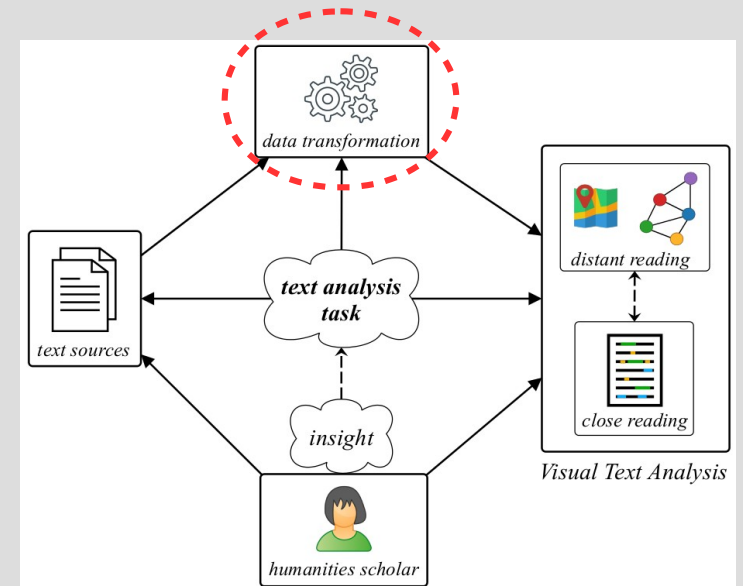 data transformation
text analysis
task
text sources
distant reading
close reading
Visual Text Analysis
insight
humanities scholar